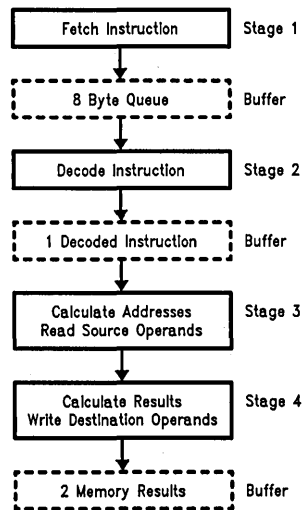 Fetch Instruction Stage 1
8 Byte Queue Buffer
Decode Instruction Stage 2
1 Decoded Instruction Buffer
Calculate Addresses Stage 3
Read Source Operands
Calculate Results Stage 4
Write Destination Operands
2 Memory Results Buffer